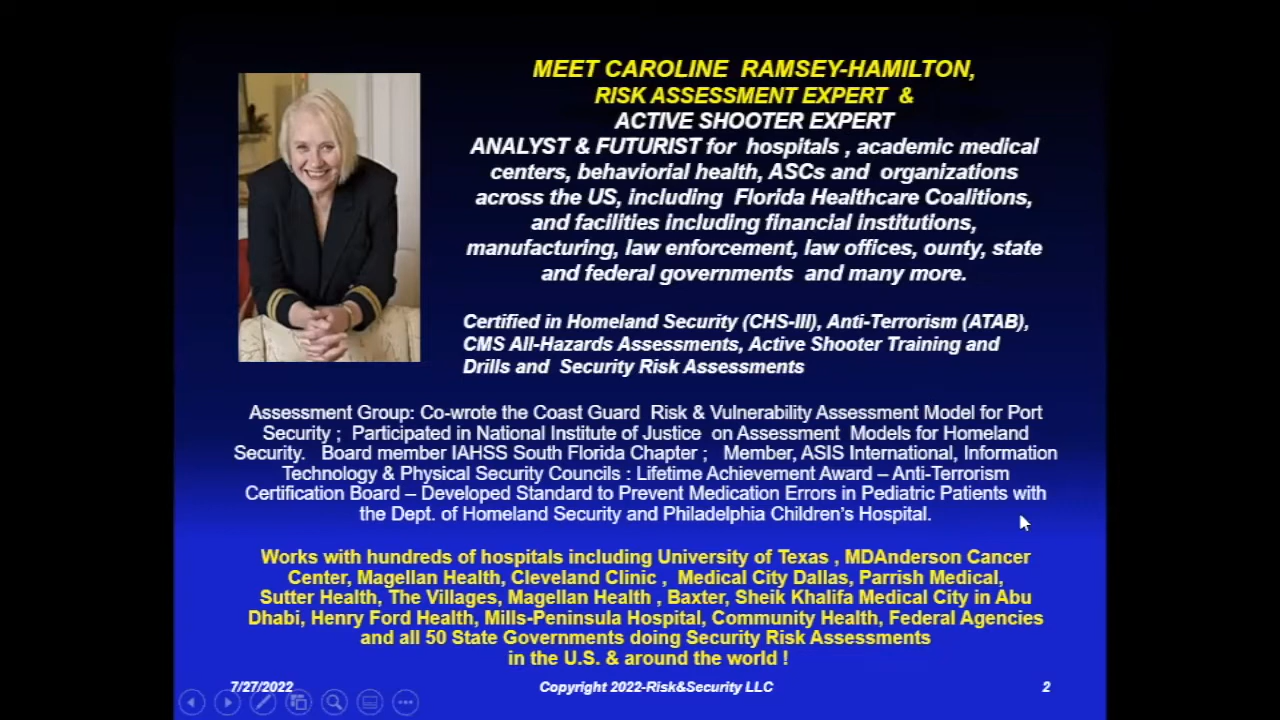 MEET CAROLINE RAMSEY-HAMILTON,
RISK ASSESSMENT EXPERT &
ACTIVE SHOOTER EXPERT
ANALYST & FUTURIST for hospitals , academic medical
centers, behaviorial health, ASCs and organizations
across the US, including Florida Healthcare Coalitions,
and facilities including financial institutions,
manufacturing, law enforcement, law offices, ounty, state
and federal governments and many more.
Certified in Homeland Security (CHS-III), Anti-Terrorism (ATAB),
CMS All-Hazards Assessments, Active Shooter Training and
Drills and Security Risk Assessments
Assessment Group: Co-wrote the Coast Guard Risk & Vulnerability Assessment Model for Port
Security ; Participated in National Institute of Justice on Assessment Models for Homeland
Security. Board member IAHSS South Florida Chapter ; Member, ASIS International, Information
Technology & Physical Security Councils : Lifetime Achievement Award – Anti-Terrorism
Certification Board – Developed Standard to Prevent Medication Errors in Pediatric Patients with
the Dept. of Homeland Security and Philadelphia Children's Hospital.
Works with hundreds of hospitals including University of Texas , MDAnderson Cancer
Center, Magellan Health, Cleveland Clinic , Medical City Dallas, Parrish Medical,
Sutter Health, The Villages, Magellan Health , Baxter, Sheik Khalifa Medical City in Abu
Dhabi, Henry Ford Health, Mills-Peninsula Hospital, Community Health, Federal Agencies
and all 50 State Governments doing Security Risk Assessments
in the U.S. & around the world !
7/27/2022 Copyright 2022-Risk&Security LLC 2